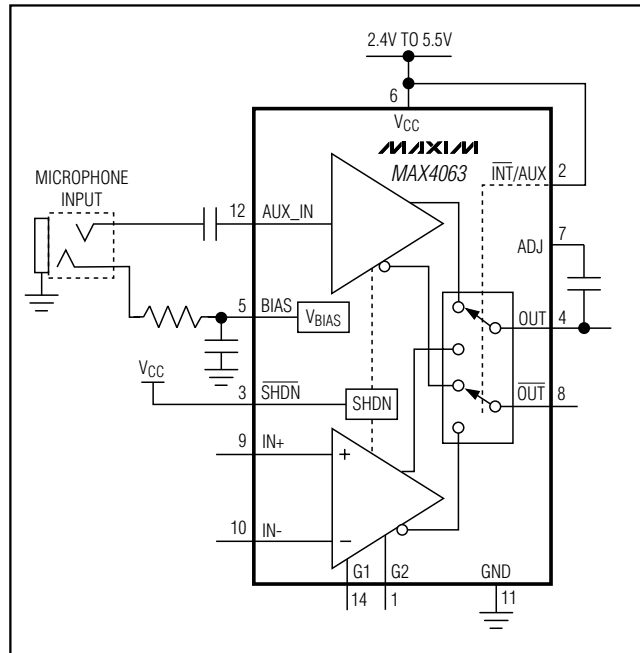 2.4V TO 5.5V
6
VCC
MAXIM
MAX4063
INT/AUX
2
MICROPHONE
INPUT
12
AUX_IN
ADJ
7
5
BIAS
VBIAS
OUT
4
VCC
3
SHDN
SHDN
OUT
8
9
IN+
+
10
IN-
−
G1
G2
GND
14
1
11